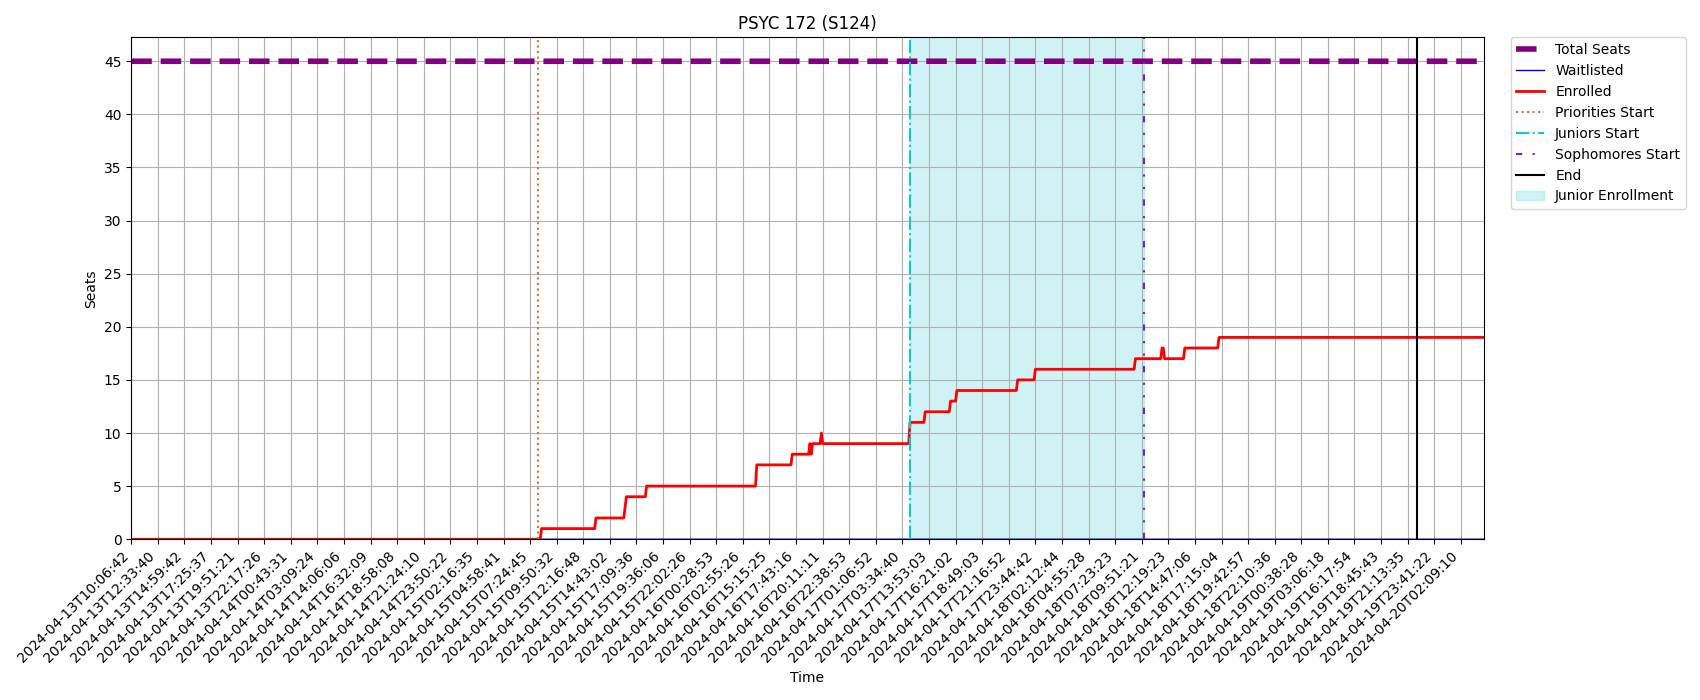 PSYC 172 (S124)
Total Seats
Waitlisted
Enrolled
Priorities Start
Juniors Start
Sophomores Start
End
Junior Enrollment
Seats
45
40
35
30
25
20
15
10
5
0
2024-04-13T10:06:42
2024-04-13T12:33:40
2024-04-13T14:59:42
2024-04-13T17:25:37
2024-04-13T19:51:21
2024-04-13T22:17:26
2024-04-14T00:43:31
2024-04-14T03:09:24
2024-04-14T14:06:06
2024-04-14T16:32:09
2024-04-14T18:58:08
2024-04-14T21:24:10
2024-04-14T23:50:22
2024-04-15T02:16:35
2024-04-15T04:58:41
2024-04-15T07:24:45
2024-04-15T09:50:32
2024-04-15T12:16:48
2024-04-15T14:43:02
2024-04-15T17:09:36
2024-04-15T19:36:06
2024-04-15T22:02:26
2024-04-16T00:28:53
2024-04-16T02:55:26
2024-04-16T15:15:25
2024-04-16T17:43:16
2024-04-16T20:11:11
2024-04-16T22:38:53
2024-04-17T01:06:52
2024-04-17T03:34:40
2024-04-17T13:53:03
2024-04-17T16:21:02
2024-04-17T18:49:03
2024-04-17T21:16:52
2024-04-17T23:44:42
2024-04-18T02:12:44
2024-04-18T04:55:28
2024-04-18T07:23:23
2024-04-18T09:51:21
2024-04-18T12:19:23
2024-04-18T14:47:06
2024-04-18T17:15:04
2024-04-18T19:42:57
2024-04-18T22:10:36
2024-04-19T00:38:28
2024-04-19T03:06:18
2024-04-19T16:17:54
2024-04-19T18:45:43
2024-04-19T21:13:35
2024-04-19T23:41:22
2024-04-20T02:09:10
Time